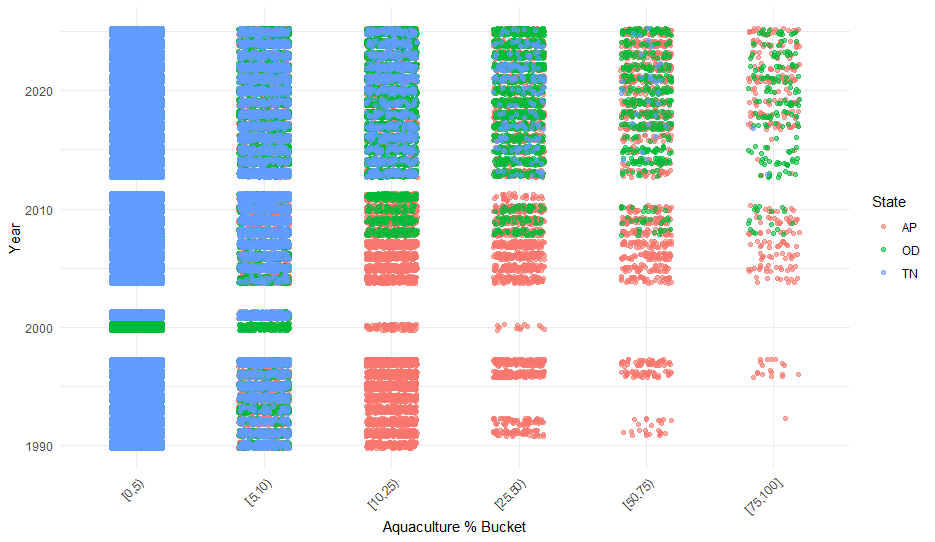 2020
2010
2000
1990
Year
[0,5)
[5,10)
[10,25)
[25,50)
[50,75)
[75,100]
Aquaculture % Bucket
State
AP
OD
TN